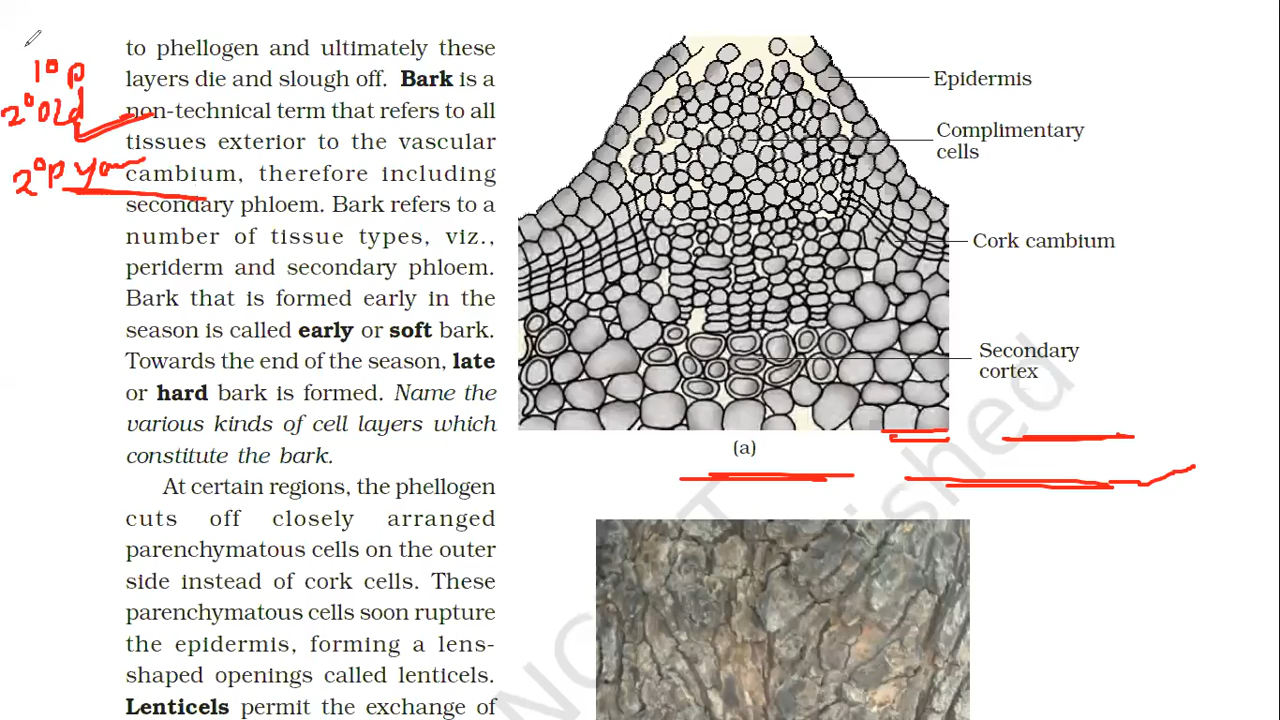 to phellogen and ultimately these
layers die and slough off. Bark is a
non-technical term that refers to all
tissues exterior to the vascular
cambium, therefore including
secondary phloem. Bark refers to a
number of tissue types, viz.,
periderm and secondary phloem.
Bark that is formed early in the
season is called early or soft bark.
Towards the end of the season, late
or hard bark is formed. Name the
various kinds of cell layers which
constitute the bark.
At certain regions, the phellogen
cuts off closely arranged
parenchymatous cells on the outer
side instead of cork cells. These
parenchymatous cells soon rupture
the epidermis, forming a lens-
shaped openings called lenticels.
Lenticels permit the exchange of
1° p
2° old
2° p
Epidermis
Complimentary
cells
Cork cambium
Secondary
cortex
(a)